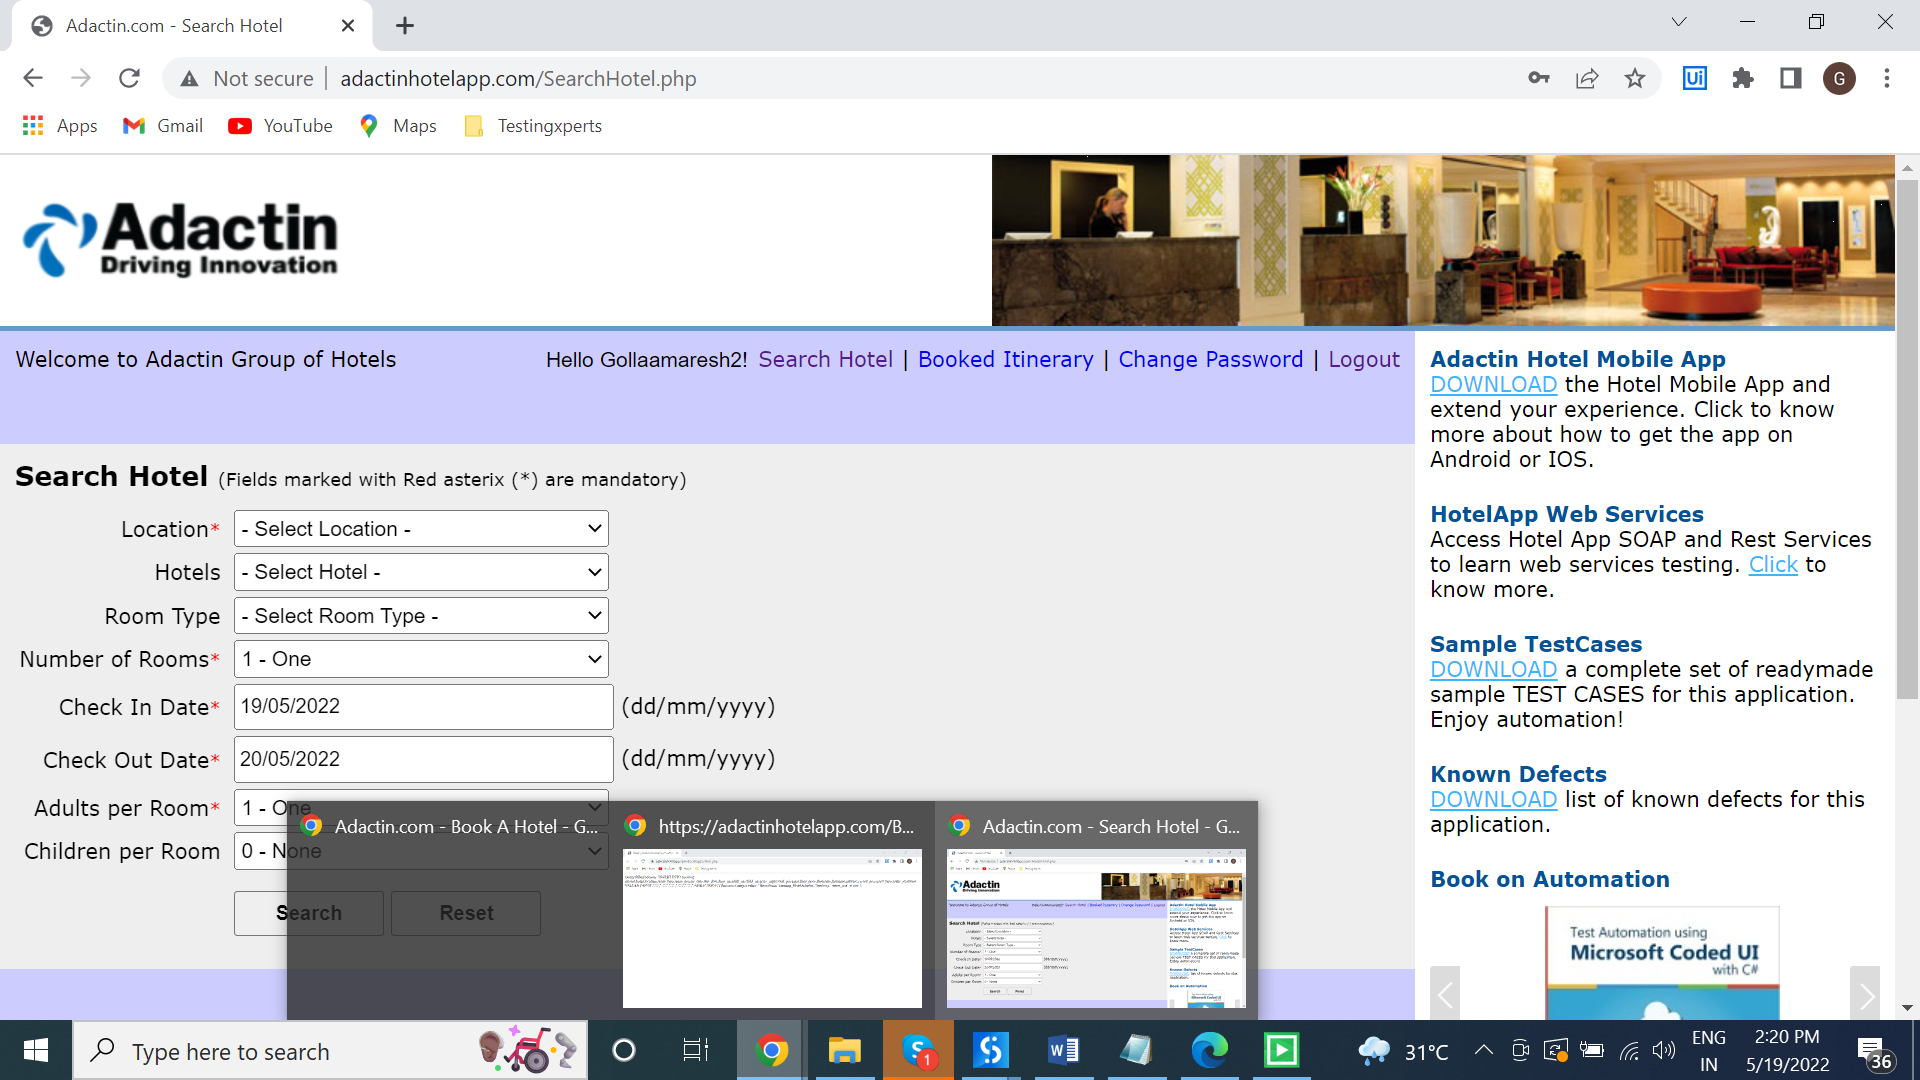 Adactin.com - Search Hotel
Not secure | adactinhotelapp.com/SearchHotel.php
G
Apps Gmail YouTube Maps Testingxperts
Adactin
Driving Innovation
Welcome to Adactin Group of Hotels
Hello Gollaamaresh2! Search Hotel | Booked Itinerary | Change Password | Logout
Search Hotel (Fields marked with Red asterix (*) are mandatory)
Location* - Select Location -
Hotels - Select Hotel -
Room Type - Select Room Type -
Number of Rooms* 1 - One
Check In Date* 19/05/2022 (dd/mm/yyyy)
Check Out Date* 20/05/2022 (dd/mm/yyyy)
Adults per Room* 1 - One
Children per Room 0 - None
Search Reset
Adactin Hotel Mobile App
DOWNLOAD the Hotel Mobile App and
extend your experience. Click to know
more about how to get the app on
Android or IOS.
HotelApp Web Services
Access Hotel App SOAP and Rest Services
to learn web services testing. Click to
know more.
Sample TestCases
DOWNLOAD a complete set of readymade
sample TEST CASES for this application.
Enjoy automation!
Known Defects
DOWNLOAD list of known defects for this
application.
Book on Automation
Test Automation using
Microsoft Coded UI
with C#
Adactin.com - Book A Hotel - G...
https://adactinhotelapp.com/B...
Adactin.com - Search Hotel - G...
Type here to search
1
31°C
ENG
IN
2:20 PM
5/19/2022
36